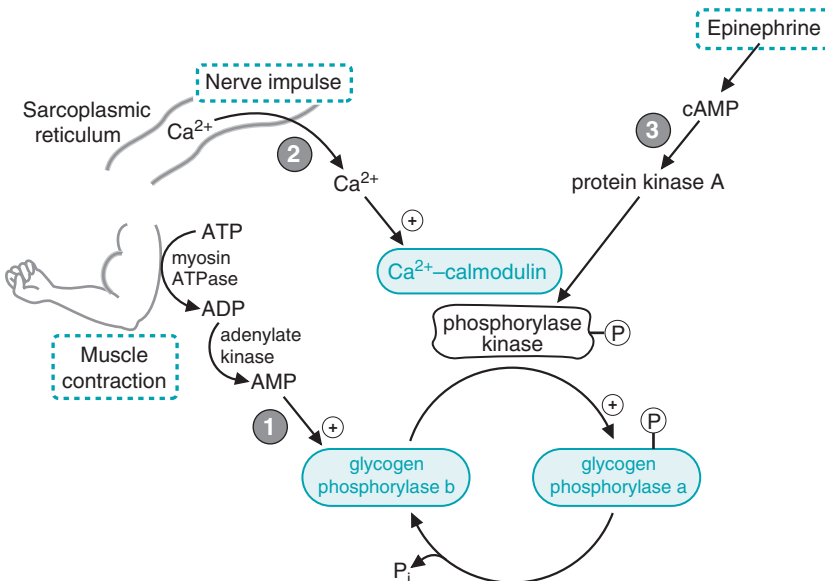 Epinephrine
Nerve impulse
Sarcoplasmic
reticulum
Ca²⁺
cAMP
3
2
Ca²⁺
protein kinase A
+
ATP
myosin
ATPase
Ca²⁺–calmodulin
ADP
adenylate
kinase
phosphorylase
kinase
P
Muscle
contraction
AMP
1
+
+
P
glycogen
phosphorylase b
glycogen
phosphorylase a
Pᵢ